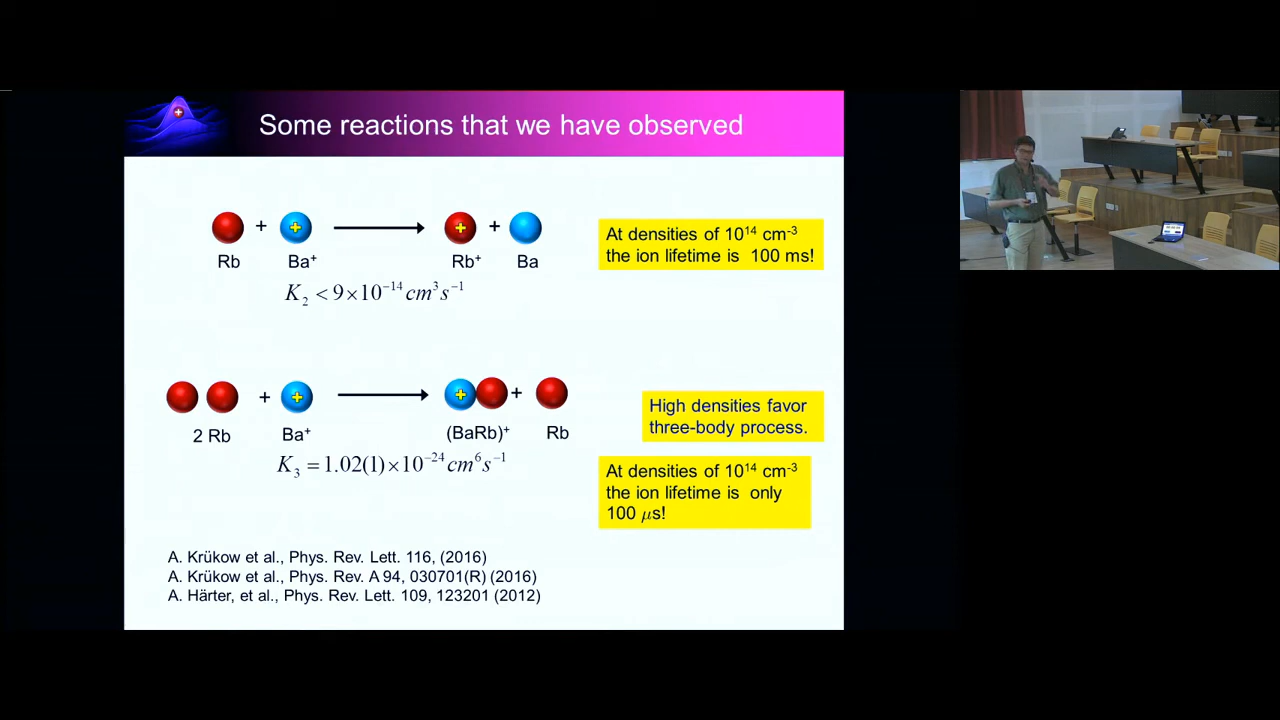 Some reactions that we have observed
+ + → + +
Rb Ba⁺ Rb⁺ Ba
K₂ < 9×10⁻¹⁴ cm³s⁻¹
At densities of 10¹⁴ cm⁻³
the ion lifetime is 100 ms!
+ + → + +
2 Rb Ba⁺ (BaRb)⁺ Rb
K₃ = 1.02(1)×10⁻²⁴ cm⁶s⁻¹
High densities favor
three-body process.
At densities of 10¹⁴ cm⁻³
the ion lifetime is only
100 μs!
A. Krükow et al., Phys. Rev. Lett. 116, (2016)
A. Krükow et al., Phys. Rev. A 94, 030701(R) (2016)
A. Härter, et al., Phys. Rev. Lett. 109, 123201 (2012)